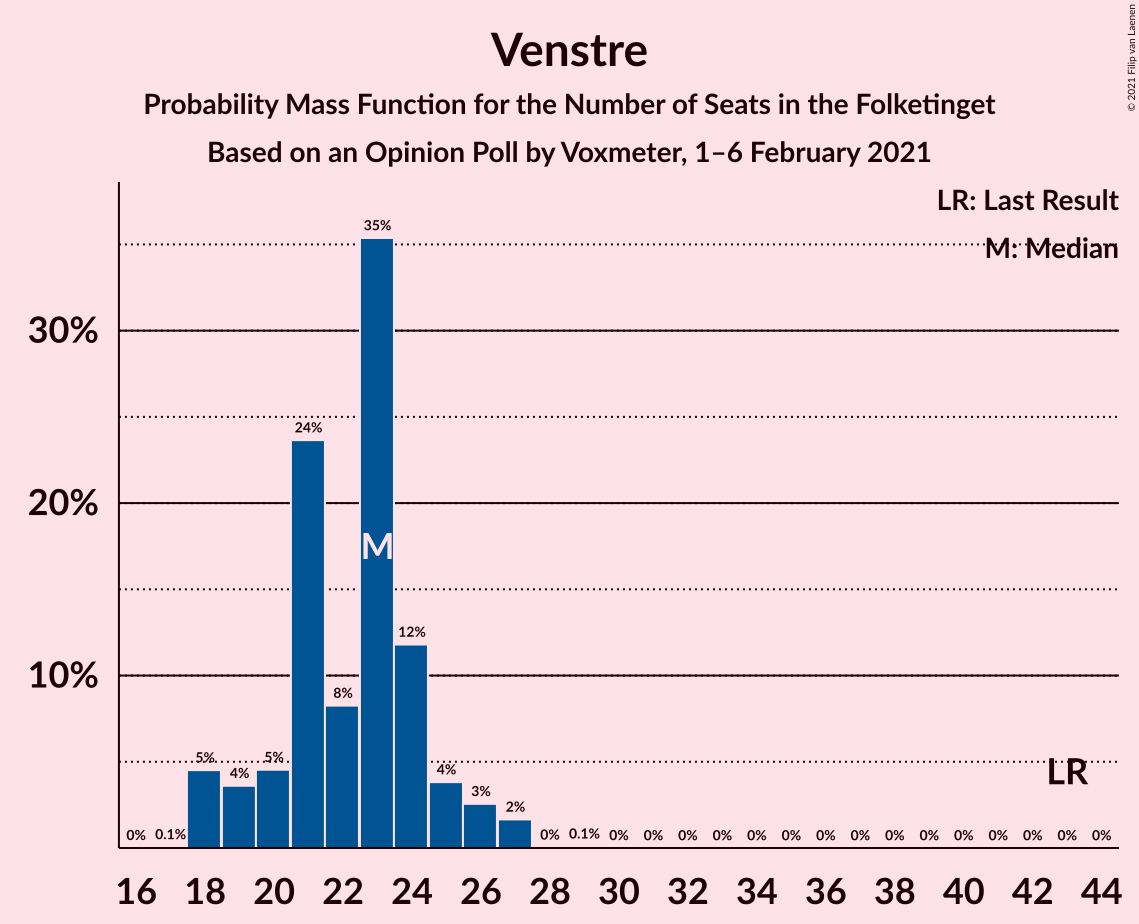 Venstre
Probability Mass Function for the Number of Seats in the Folketinget
Based on an Opinion Poll by Voxmeter, 1–6 February 2021
© 2021 Filip van Laenen
LR: Last Result
M: Median
35%
30%
24%
20%
M
12%
10%
8%
5% 4% 5% 4% 3% 2%
LR
0% 0.1% 0% 0.1% 0% 0% 0% 0% 0% 0% 0% 0% 0% 0% 0% 0% 0% 0% 0%
16 18 20 22 24 26 28 30 32 34 36 38 40 42 44